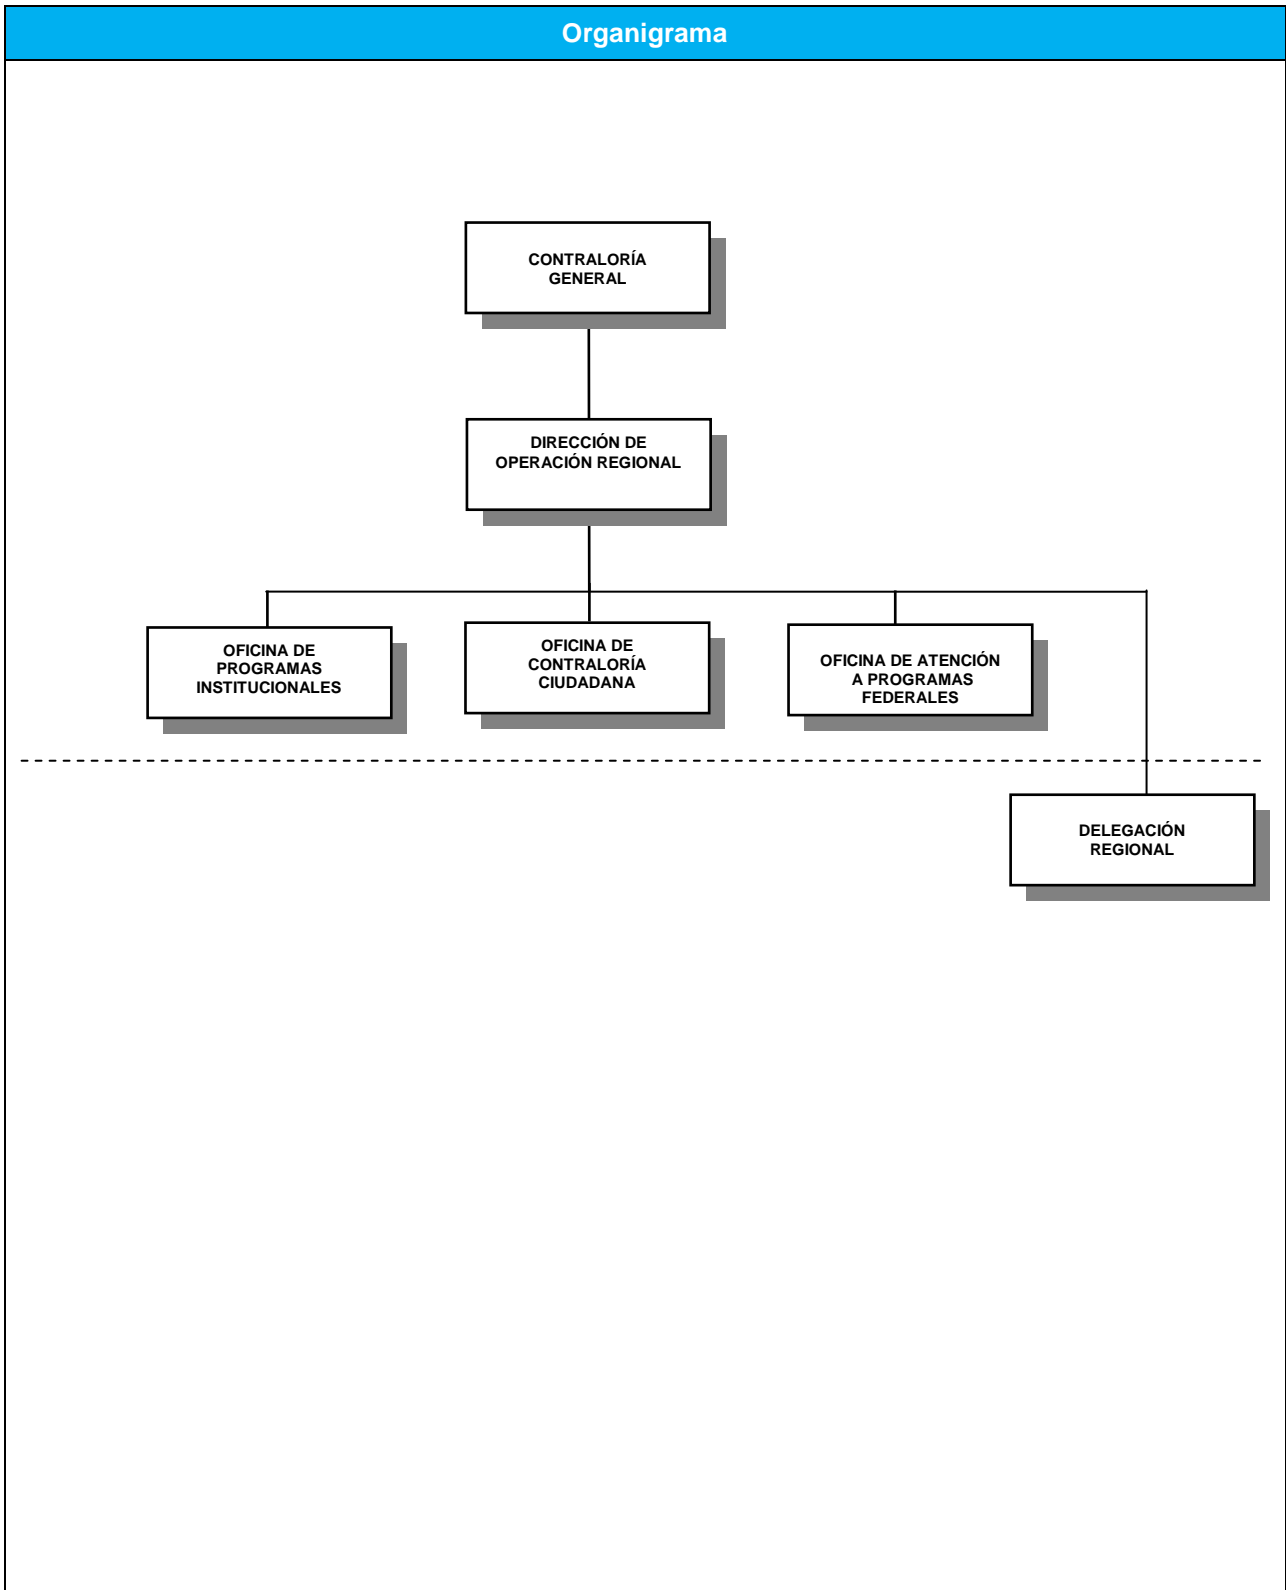 Organigrama
CONTRALORÍA
GENERAL
DIRECCIÓN DE
OPERACIÓN REGIONAL
OFICINA DE
PROGRAMAS
INSTITUCIONALES
OFICINA DE
CONTRALORÍA
CIUDADANA
OFICINA DE ATENCIÓN
A PROGRAMAS
FEDERALES
DELEGACIÓN
REGIONAL